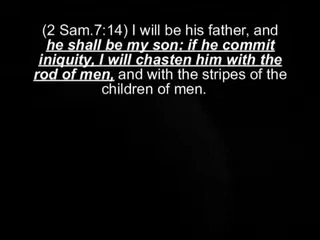 (2 Sam.7:14) I will be his father, and
he shall be my son: if he commit
iniquity, I will chasten him with the
rod of men, and with the stripes of the
children of men.